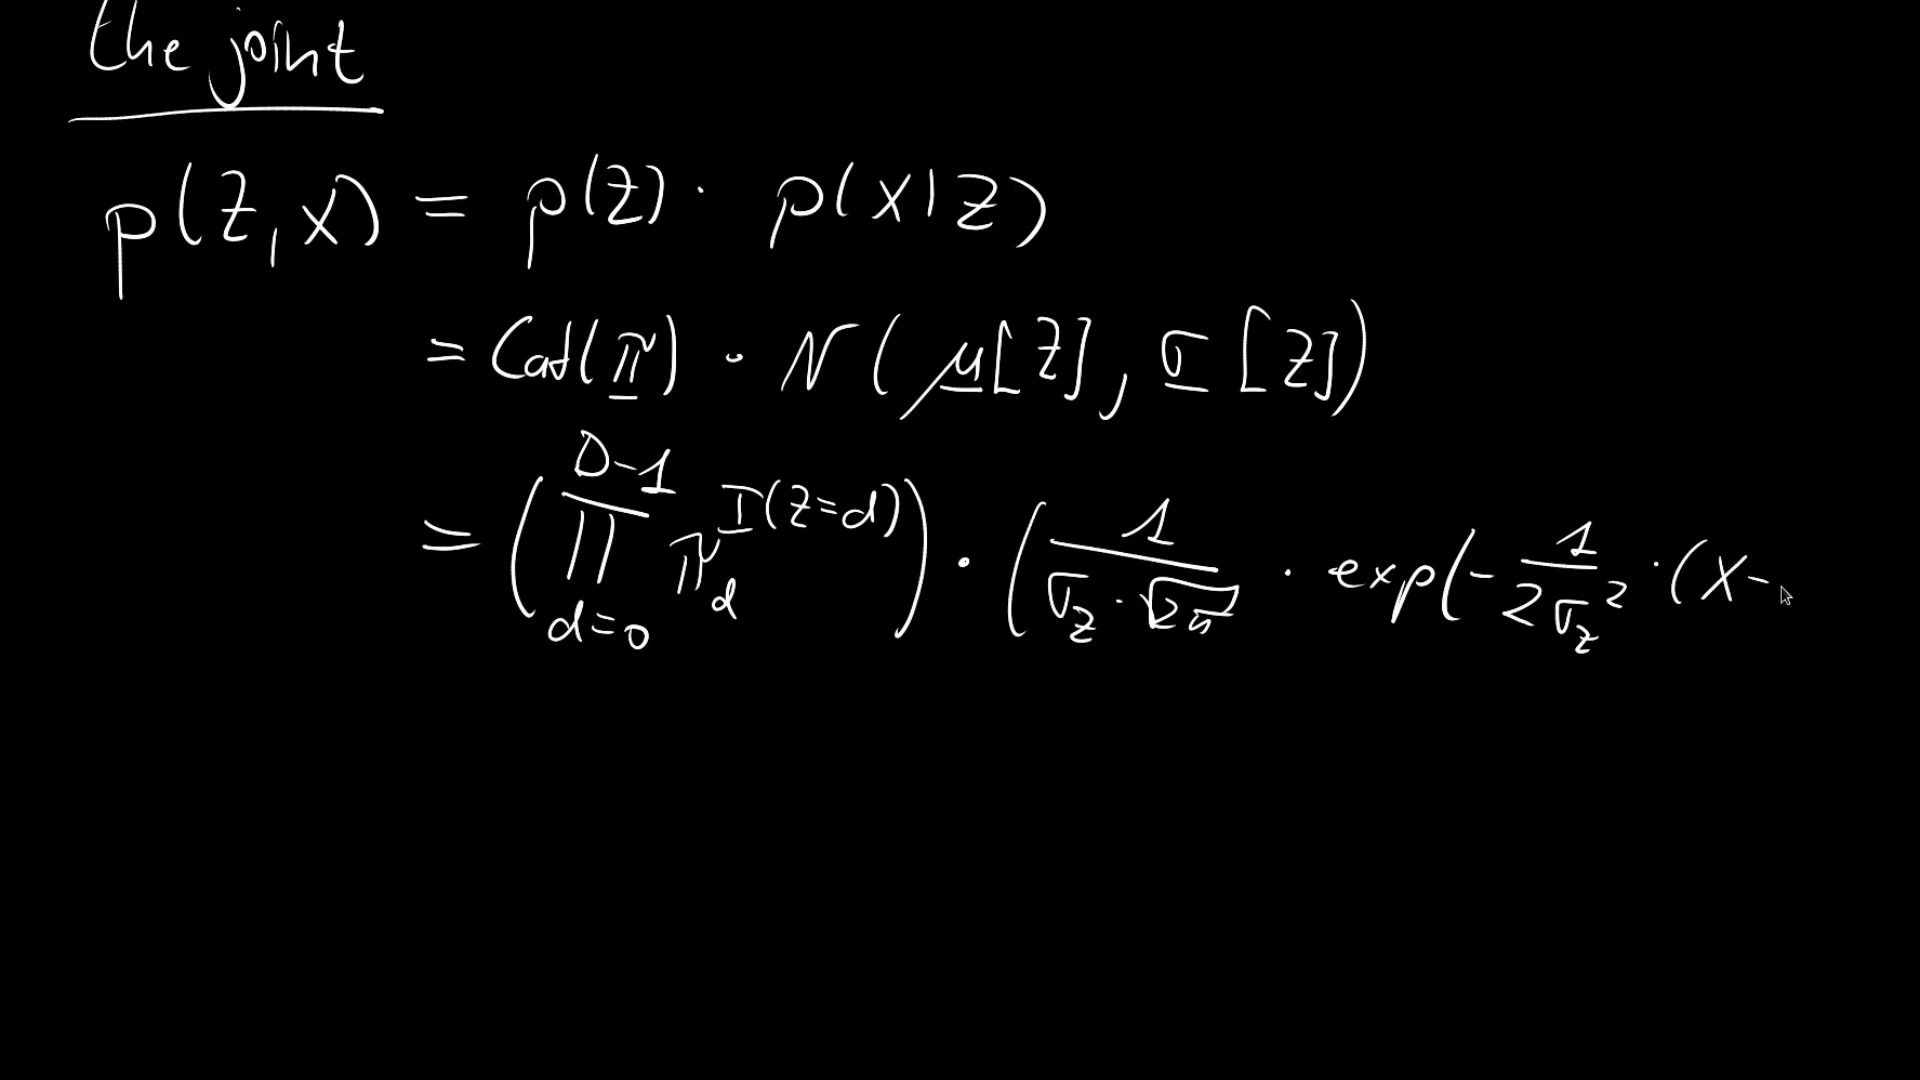 the joint
p(z,x) = p(z) · p(x|z)
= Cat(π) · N(μ[z], σ[z])
= (∏_{d=0}^{D-1} π_d^{I(z=d)}) · (1/(σ_z · √2π) · exp(- 1/(2σ_z²) · (x-